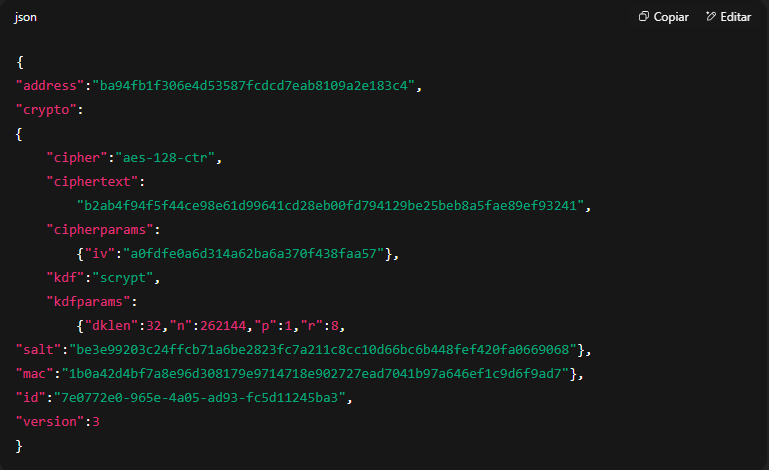 json
Copiar
Editar
{
"address":"ba94fb1f306e4d53587fcdcd7eab8109a2e183c4",
"crypto":
{
"cipher":"aes-128-ctr",
"ciphertext":
"b2ab4f94f5f44ce98e61d99641cd28eb00fd794129be25beb8a5fae89ef93241",
"cipherparams":
{"iv":"a0fdfe0a6d314a62ba6a370f438faa57"},
"kdf":"scrypt",
"kdfparams":
{"dklen":32,"n":262144,"p":1,"r":8,
"salt":"be3e99203c24ffcb71a6be2823fc7a211c8cc10d66bc6b448fef420fa0669068"},
"mac":"1b0a42d4bf7a8e96d308179e9714718e902727ead7041b97a646ef1c9d6f9ad7"},
"id":"7e0772e0-965e-4a05-ad93-fc5d11245ba3",
"version":3
}